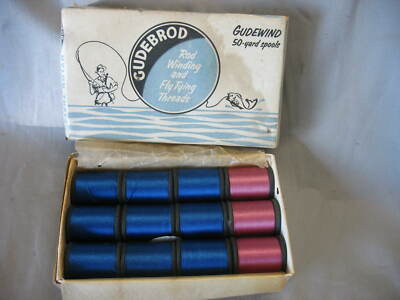 GUDEBROD
Rod
Winding
and
Fly Tying
Threads
GUDEWIND
50-yard spools